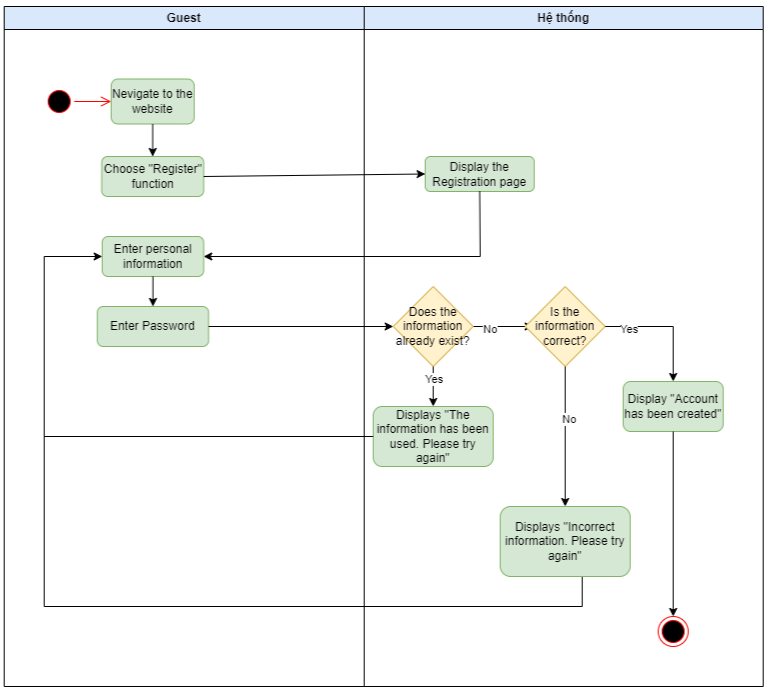 Guest
Hệ thống
Nevigate to the
website
Choose "Register"
function
Display the
Registration page
Enter personal
information
Enter Password
Does the
information
already exist?
No
Is the
information
correct?
Yes
Yes
Displays "The
information has been
used. Please try
again"
No
Display "Account
has been created"
Displays "Incorrect
information. Please try
again"